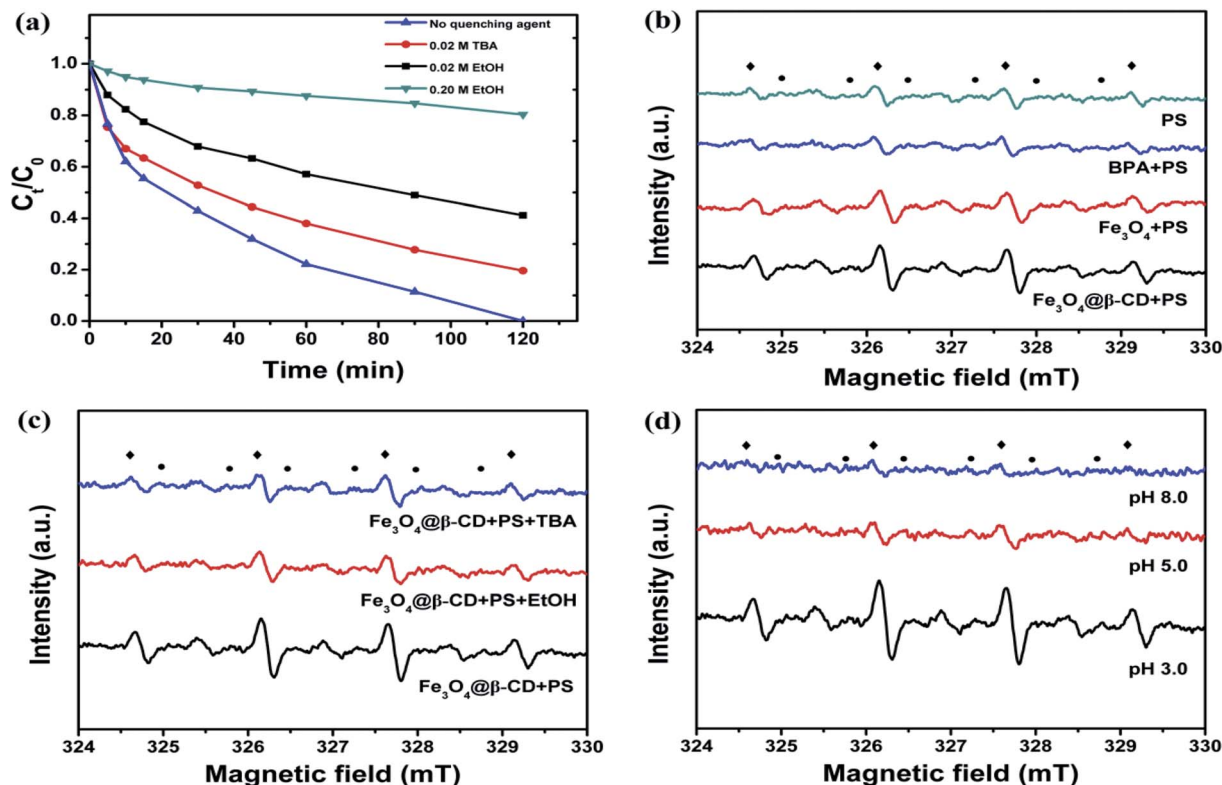 (a)
No quenching agent
0.02 M TBA
0.02 M EtOH
0.20 M EtOH
1.0
0.8
0.6
0.4
0.2
0.0
Cₜ/C₀
0 20 40 60 80 100 120
Time (min)
(b)
PS
BPA+PS
Fe₃O₄+PS
Fe₃O₄@β-CD+PS
Intensity (a.u.)
324 325 326 327 328 329 330
Magnetic field (mT)
(c)
Fe₃O₄@β-CD+PS+TBA
Fe₃O₄@β-CD+PS+EtOH
Fe₃O₄@β-CD+PS
Intensity (a.u.)
324 325 326 327 328 329 330
Magnetic field (mT)
(d)
pH 8.0
pH 5.0
pH 3.0
Intensity (a.u.)
324 325 326 327 328 329 330
Magnetic field (mT)